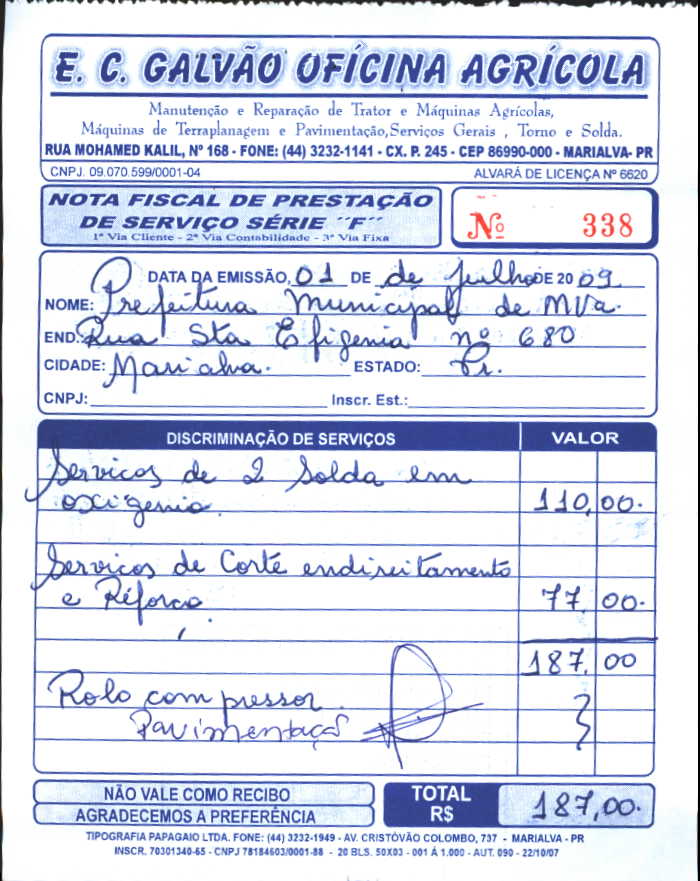 E. C. GALVÃO OFÍCINA AGRÍCOLA
Manutenção e Reparação de Trator e Máquinas Agrícolas,
Máquinas de Terraplanagem e Pavimentação,Serviços Gerais , Torno e Solda.
RUA MOHAMED KALIL, Nº 168 - FONE: (44) 3232-1141 - CX. P. 245 - CEP 86990-000 - MARIALVA- PR
CNPJ. 09.070.599/0001-04 ALVARÁ DE LICENÇA Nº 6620
NOTA FISCAL DE PRESTAÇÃO
DE SERVIÇO SÉRIE ´´F´´
1ª Via Cliente - 2ª Via Contabilidade - 3ª Via Fixa
Nº 338
DATA DA EMISSÃO, 01 DE de julho DE 2009
NOME: Prefeitura Municipal de MVa.
END.: Rua Sta Efigenia nº 680
CIDADE: Marialva. ESTADO: Pr.
CNPJ: Inscr. Est.:
DISCRIMINAÇÃO DE SERVIÇOS VALOR
Serviços de 2 Solda em
oxigenia. 110,00.
Serviços de Corte endireitamento
e Réforço. 77,00.
187,00
Rolo compressor.
Pavimentaçaõ
NÃO VALE COMO RECIBO
AGRADECEMOS A PREFERÊNCIA
TOTAL
R$ 187,00.
TIPOGRAFIA PAPAGAIO LTDA. FONE: (44) 3232-1949 - AV. CRISTÓVÃO COLOMBO, 737 - MARIALVA - PR
INSCR. 70301340-65 - CNPJ 78184603/0001-88 - 20 BLS. 50X03 - 001 Á 1.000 - AUT. 090 - 22/10/07